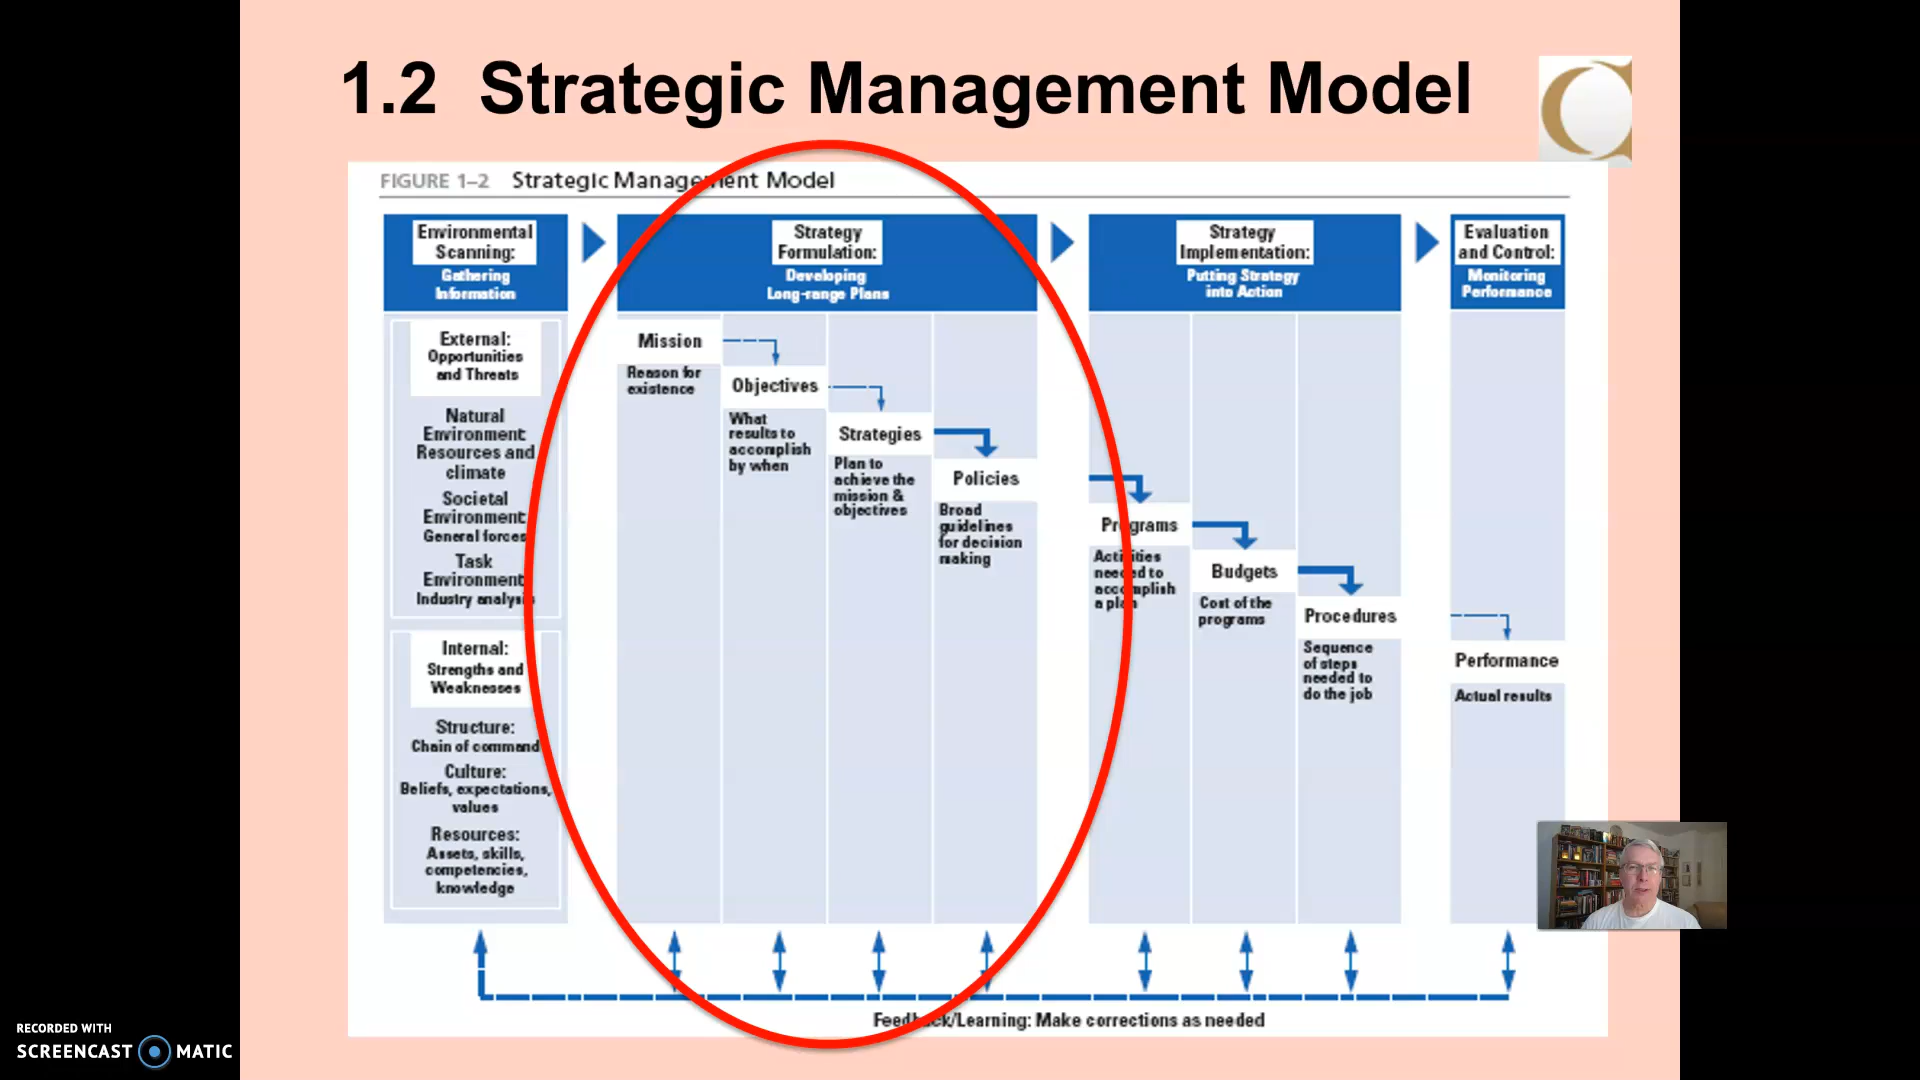 1.2 Strategic Management Model
FIGURE 1–2 Strategic Management Model
Environmental
Scanning:
Gathering
Information
Strategy
Formulation:
Developing
Long-range Plans
Strategy
Implementation:
Putting Strategy
into Action
Evaluation
and Control:
Monitoring
Performance
External:
Opportunities
and Threats
Natural
Environment:
Resources and
climate
Societal
Environment:
General forces
Task
Environment:
Industry analysis
Internal:
Strengths and
Weaknesses
Structure:
Chain of command
Culture:
Beliefs, expectations,
values
Resources:
Assets, skills,
competencies,
knowledge
Mission
Reason for
existence
Objectives
What
results to
accomplish
by when
Strategies
Plan to
achieve the
mission &
objectives
Policies
Broad
guidelines
for decision
making
Programs
Activities
needed to
accomplish
a plan
Budgets
Cost of the
programs
Procedures
Sequence
of steps
needed to
do the job
Performance
Actual results
Feedback/Learning: Make corrections as needed
RECORDED WITH
SCREENCAST MATIC